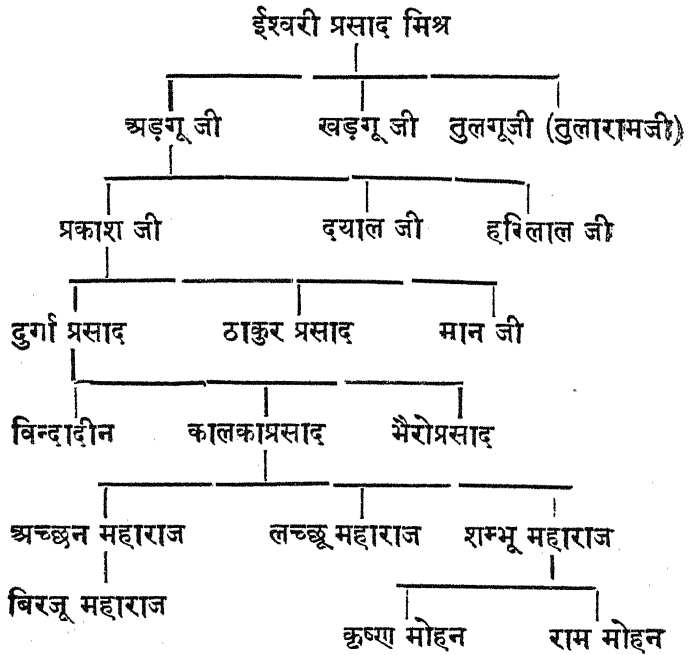 ईश्वरी प्रसाद मिश्र
अड़गू जी खड़गू जी तुलगूजी (तुलारामजी)
प्रकाश जी दयाल जी हरिलाल जी
दुर्गा प्रसाद ठाकुर प्रसाद मान जी
विन्दादीन कालकाप्रसाद भैरोप्रसाद
अच्छन महाराज लच्छू महाराज शम्भू महाराज
बिरजू महाराज
कृष्ण मोहन राम मोहन